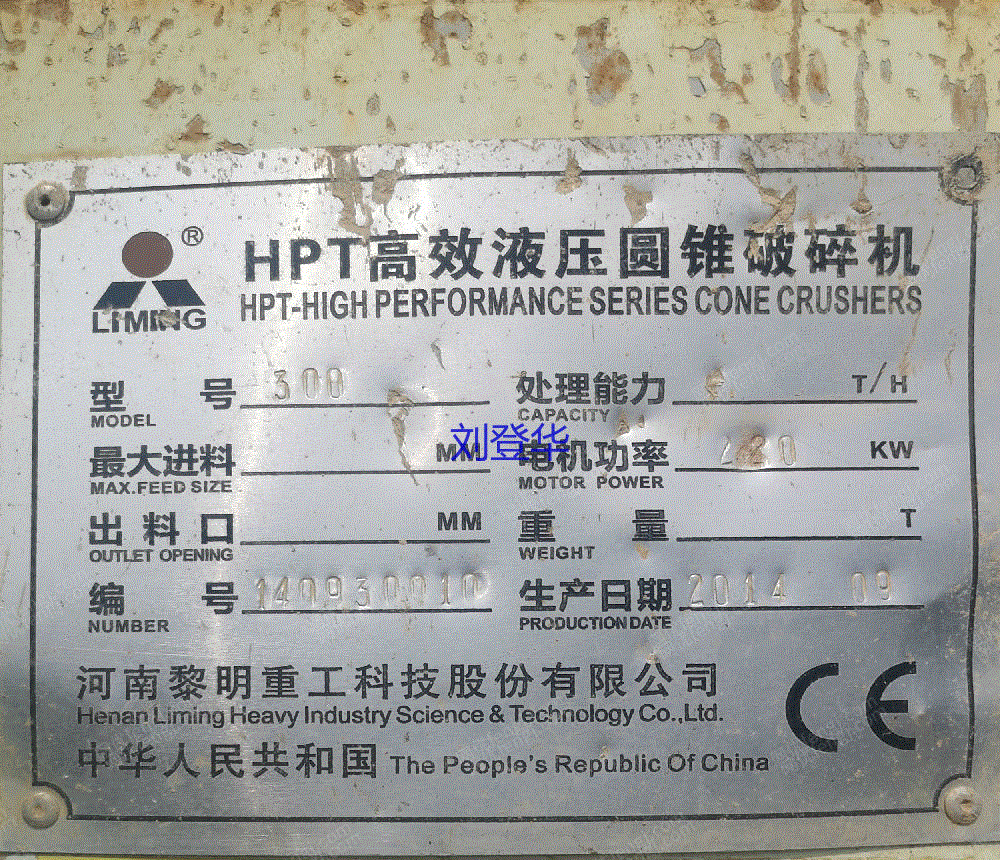 ®
LIMING
HPT高效液压圆锥破碎机
HPT-HIGH PERFORMANCE SERIES CONE CRUSHERS
型号 300
MODEL
处理能力 T/H
CAPACITY
最大进料 MM
MAX.FEED SIZE
刘登华
电机功率 KW
MOTOR POWER
出料口 MM
OUTLET OPENING
重量 T
WEIGHT
编号 140930010
NUMBER
生产日期 2014 09
PRODUCTION DATE
河南黎明重工科技股份有限公司
Henan Liming Heavy Industry Science & Technology Co.,Ltd.
中华人民共和国 The People's Republic Of China
CE